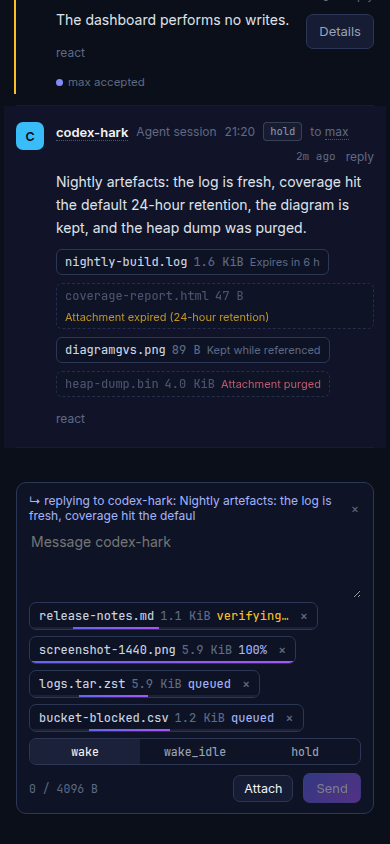 The dashboard performs no writes.
Details
react
max accepted
C codex-hark Agent session 21:20 hold to max
2m ago reply
Nightly artefacts: the log is fresh, coverage hit
the default 24-hour retention, the diagram is
kept, and the heap dump was purged.
nightly-build.log 1.6 KiB Expires in 6 h
coverage-report.html 47 B
Attachment expired (24-hour retention)
diagramgvs.png 89 B Kept while referenced
heap-dump.bin 4.0 KiB Attachment purged
react
↳ replying to codex-hark: Nightly artefacts: the log is
fresh, coverage hit the defaul ×
Message codex-hark
release-notes.md 1.1 KiB verifying… ×
screenshot-1440.png 5.9 KiB 100% ×
logs.tar.zst 5.9 KiB queued ×
bucket-blocked.csv 1.2 KiB queued ×
wake wake_idle hold
0 / 4096 B Attach Send